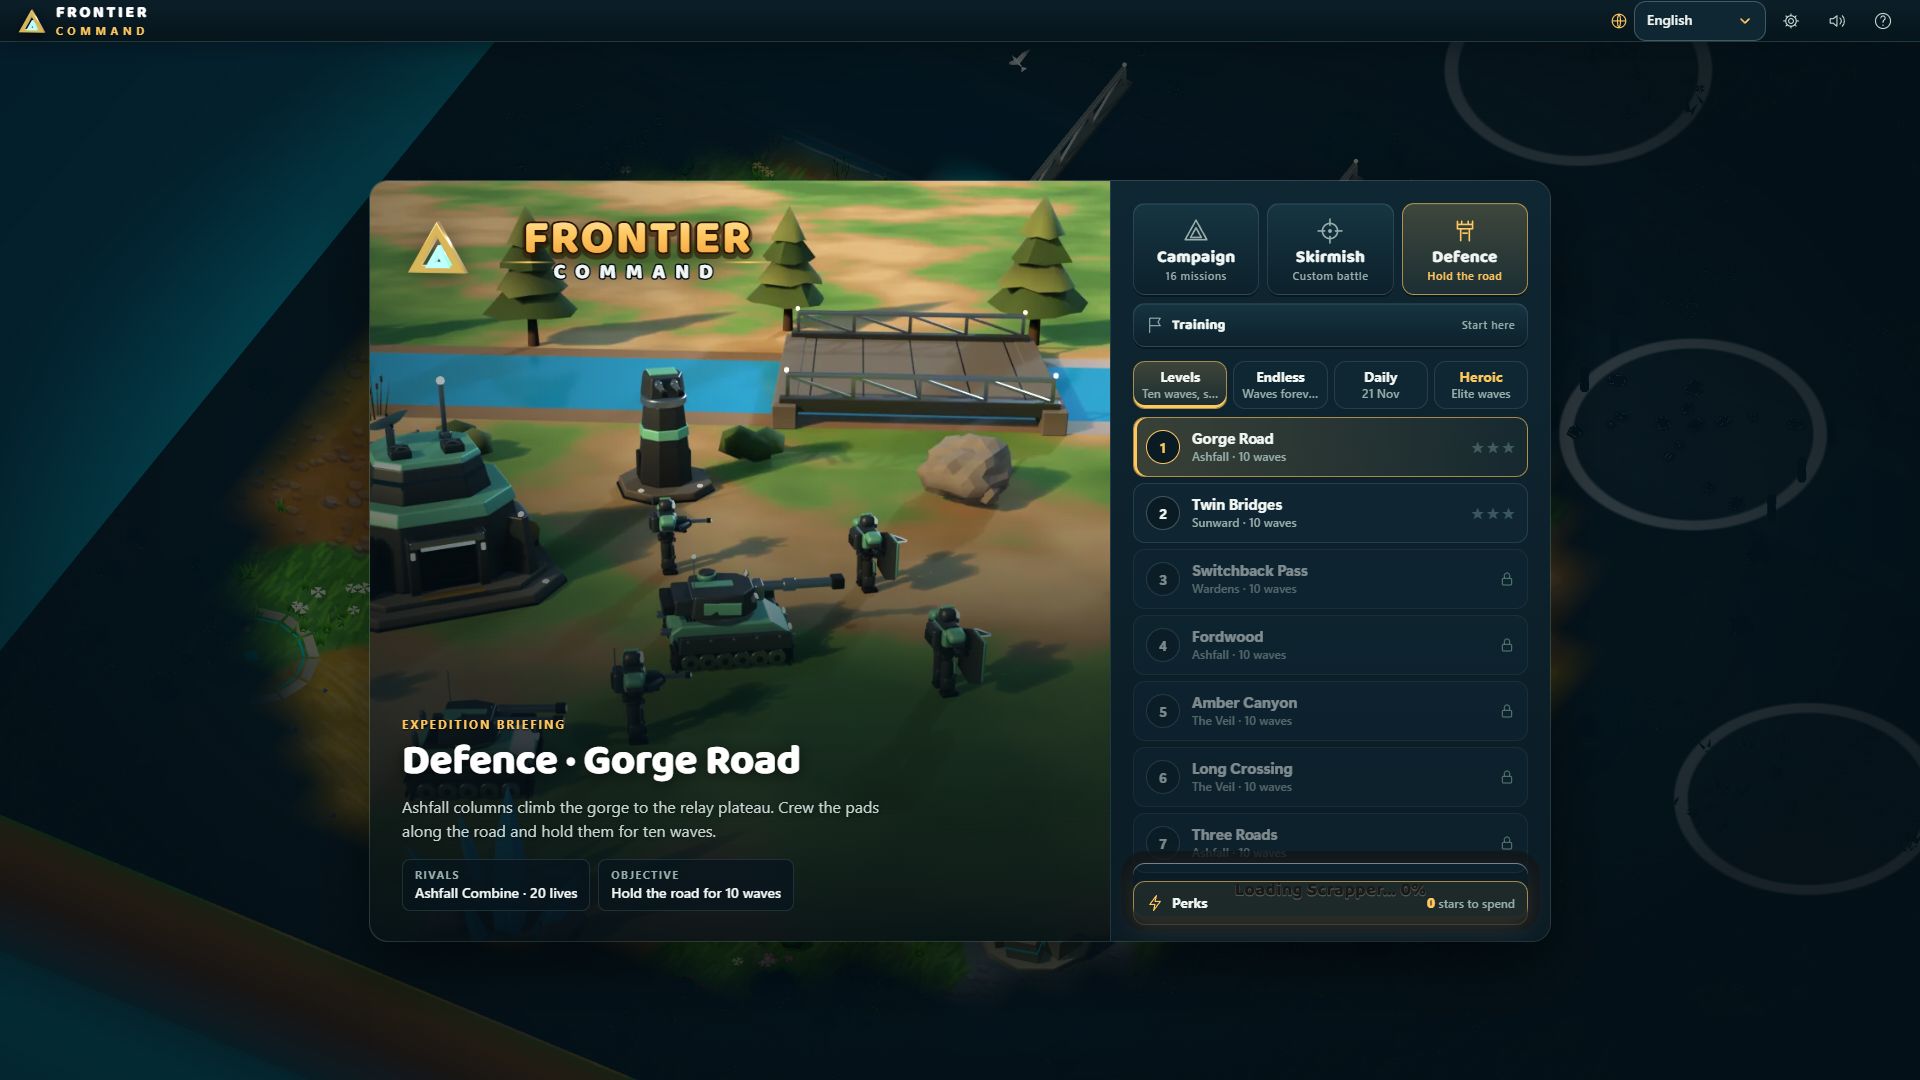 FRONTIER
COMMAND
English
FRONTIER
COMMAND
EXPEDITION BRIEFING
Defence · Gorge Road
Ashfall columns climb the gorge to the relay plateau. Crew the pads
along the road and hold them for ten waves.
RIVALS
Ashfall Combine · 20 lives
OBJECTIVE
Hold the road for 10 waves
Campaign
16 missions
Skirmish
Custom battle
Defence
Hold the road
Training
Start here
Levels
Ten waves, s...
Endless
Waves forev...
Daily
21 Nov
Heroic
Elite waves
1
Gorge Road
Ashfall · 10 waves
2
Twin Bridges
Sunward · 10 waves
3
Switchback Pass
Wardens · 10 waves
4
Fordwood
Ashfall · 10 waves
5
Amber Canyon
The Veil · 10 waves
6
Long Crossing
The Veil · 10 waves
7
Three Roads
Ashfall · 10 waves
Loading Scrapper... 0%
Perks
0 stars to spend